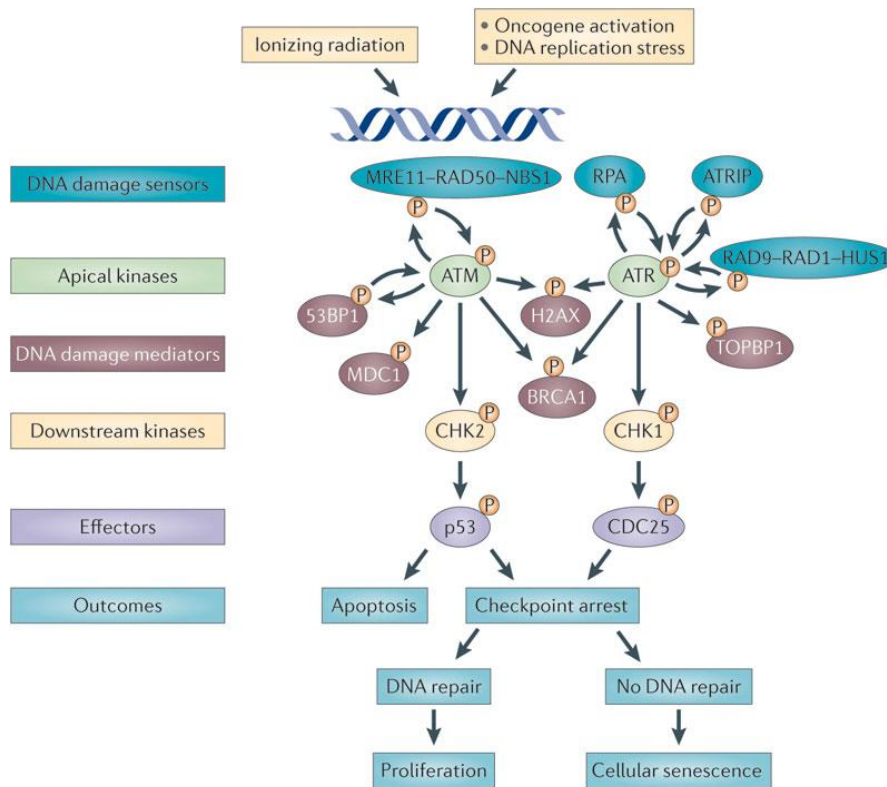 Ionizing radiation
• Oncogene activation
• DNA replication stress
DNA damage sensors
MRE11–RAD50–NBS1
RPA
ATRIP
P
P
P
P
P
P
RAD9–RAD1–HUS1
Apical kinases
ATM
ATR
P
P
P
53BP1
H2AX
P
DNA damage mediators
P
P
TOPBP1
MDC1
BRCA1
P
P
Downstream kinases
CHK2
CHK1
P
P
Effectors
p53
CDC25
Outcomes
Apoptosis
Checkpoint arrest
DNA repair
No DNA repair
Proliferation
Cellular senescence